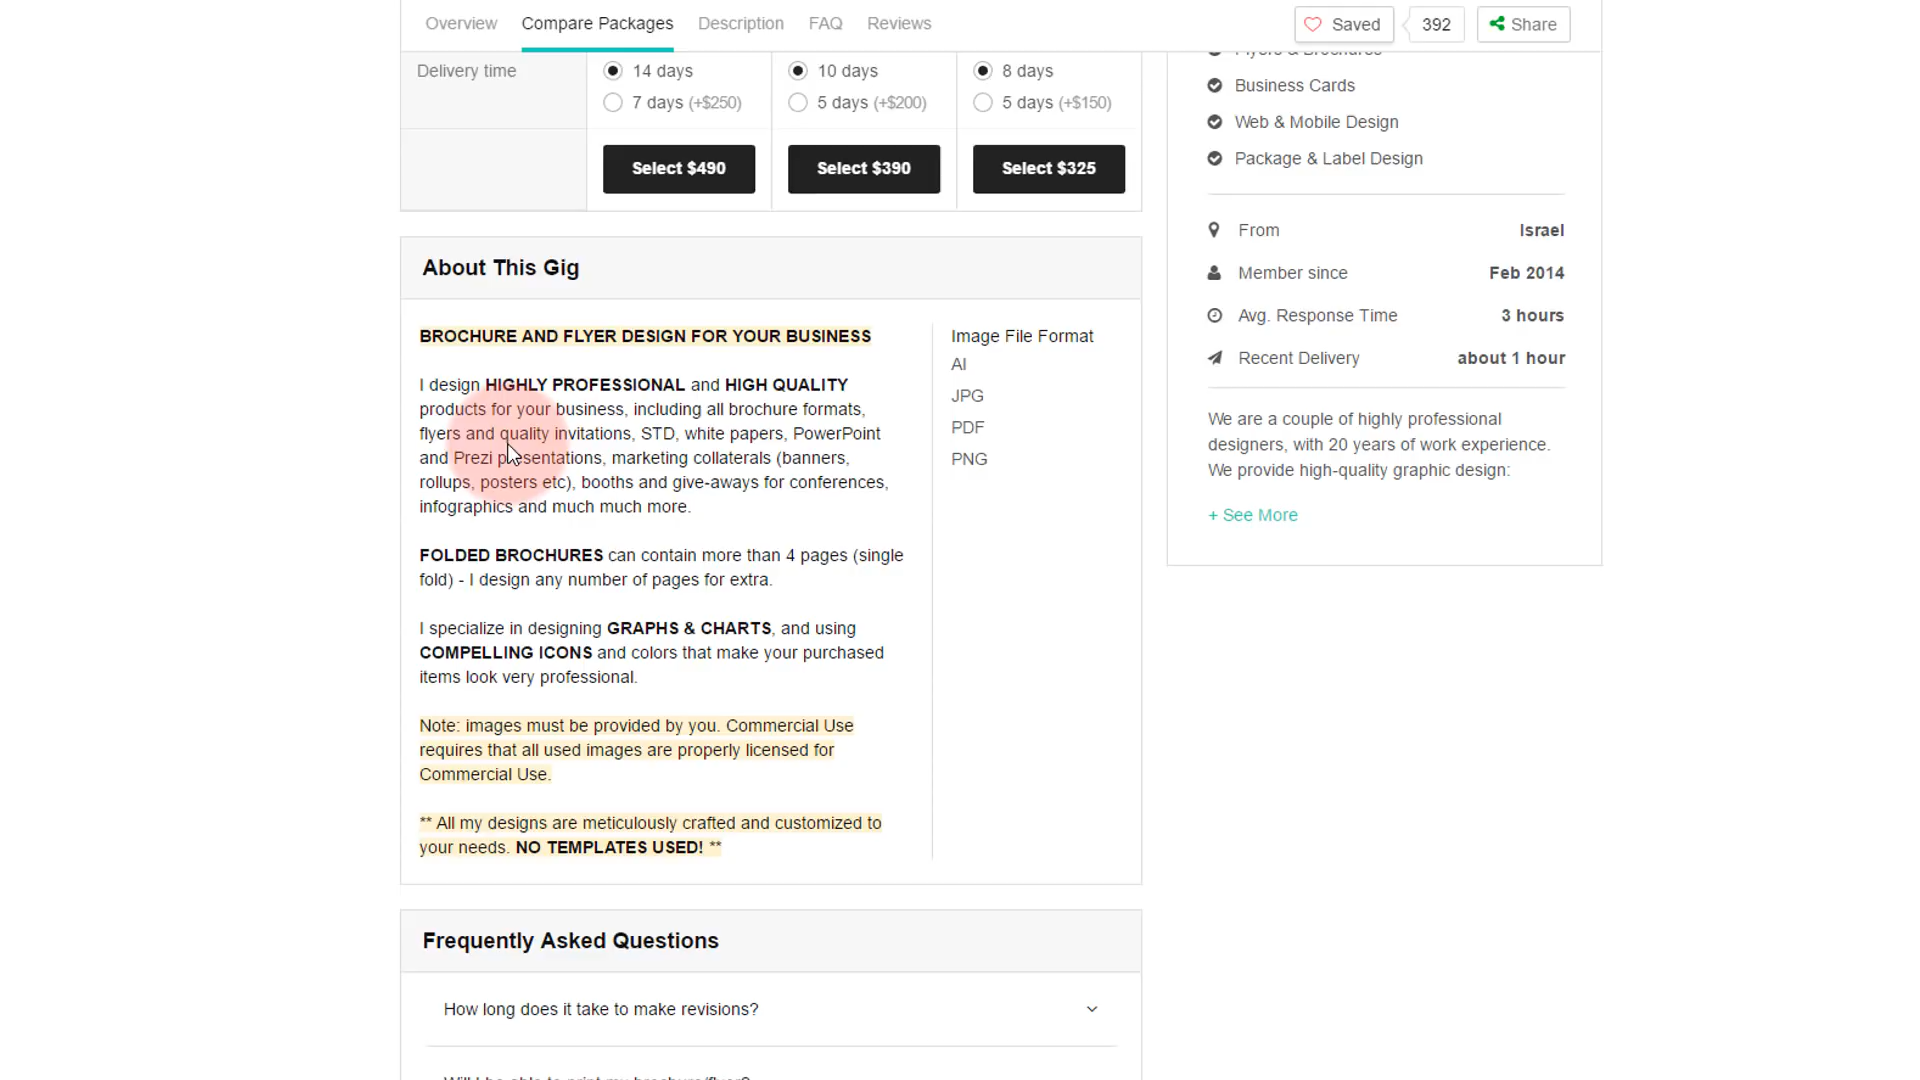 Overview Compare Packages Description FAQ Reviews
Saved 392 Share
Delivery time
14 days 10 days 8 days
7 days (+$250) 5 days (+$200) 5 days (+$150)
Select $490 Select $390 Select $325
About This Gig
BROCHURE AND FLYER DESIGN FOR YOUR BUSINESS
I design HIGHLY PROFESSIONAL and HIGH QUALITY
products for your business, including all brochure formats,
flyers and quality invitations, STD, white papers, PowerPoint
and Prezi presentations, marketing collaterals (banners,
rollups, posters etc), booths and give-aways for conferences,
infographics and much much more.
FOLDED BROCHURES can contain more than 4 pages (single
fold) - I design any number of pages for extra.
I specialize in designing GRAPHS & CHARTS, and using
COMPELLING ICONS and colors that make your purchased
items look very professional.
Note: images must be provided by you. Commercial Use
requires that all used images are properly licensed for
Commercial Use.
** All my designs are meticulously crafted and customized to
your needs. NO TEMPLATES USED! **
Image File Format
AI
JPG
PDF
PNG
Frequently Asked Questions
How long does it take to make revisions?
Will I be able to print my brochure/flyer?
Flyers & Brochures
Business Cards
Web & Mobile Design
Package & Label Design
From Israel
Member since Feb 2014
Avg. Response Time 3 hours
Recent Delivery about 1 hour
We are a couple of highly professional
designers, with 20 years of work experience.
We provide high-quality graphic design:
+ See More